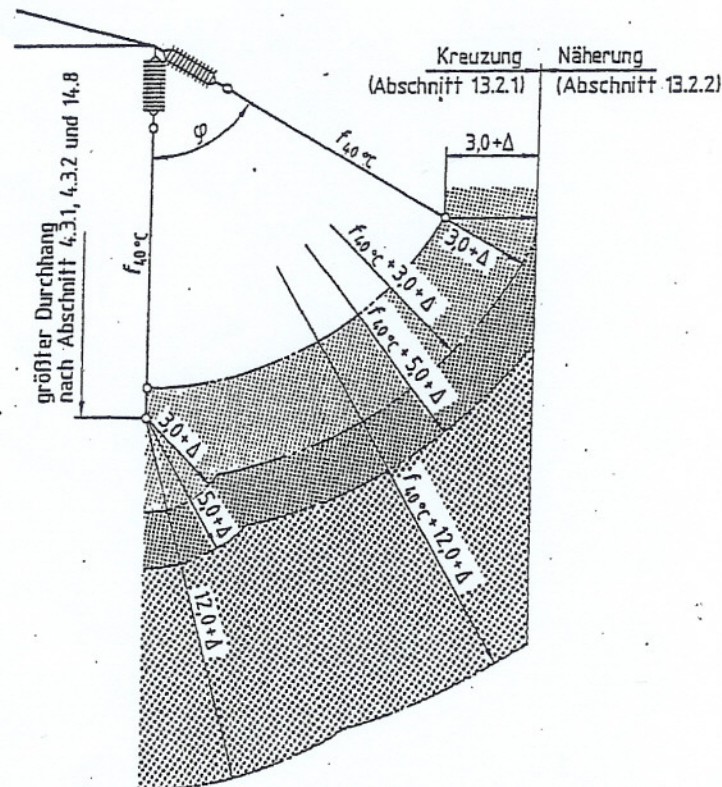 Kreuzung
(Abschnitt 13.2.1)
Näherung
(Abschnitt 13.2.2)
3,0+Δ
größter Durchhang
nach Abschnitt 4.3.1, 4.3.2 und 14.8
f40°C
φ
f40°C
3,0+Δ
f40°C + 3,0+Δ
f40°C + 5,0+Δ
f40°C + 12,0+Δ
3,0+Δ
5,0+Δ
12,0+Δ